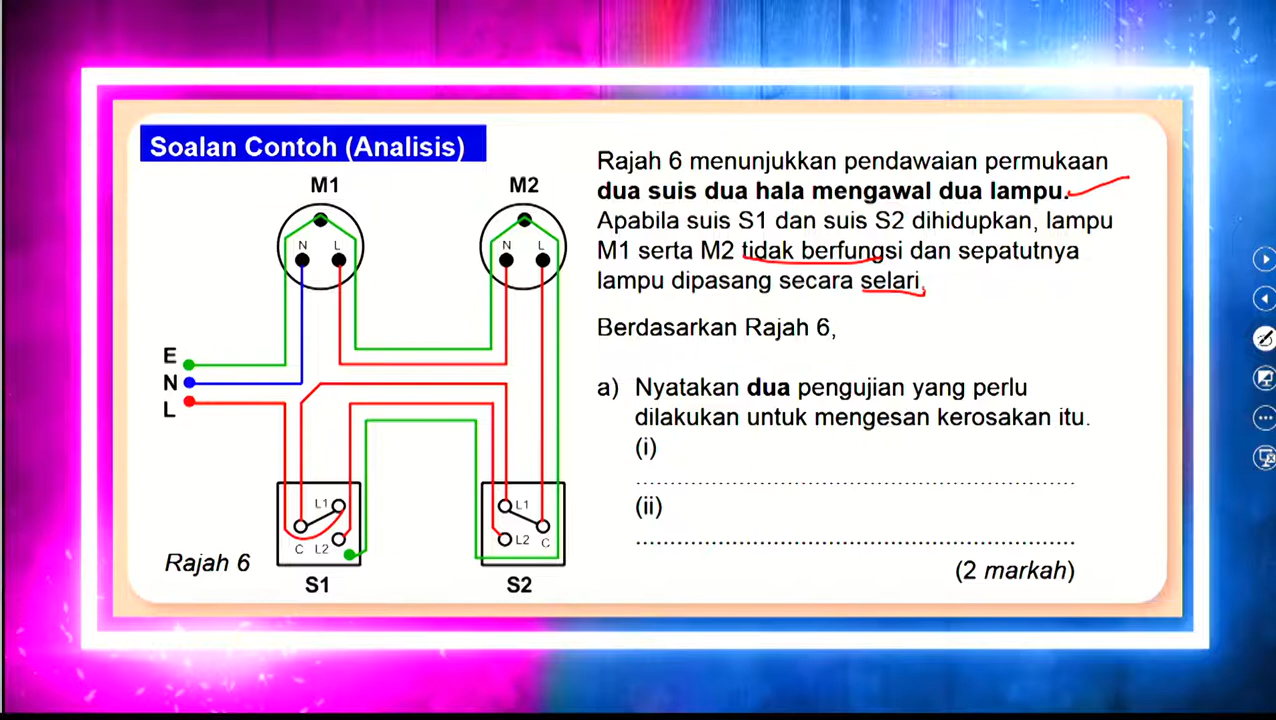 Soalan Contoh (Analisis)
M1
M2
N L
N L
E
N
L
L1
C L2
L1
L2 C
Rajah 6
S1
S2
Rajah 6 menunjukkan pendawaian permukaan
dua suis dua hala mengawal dua lampu.
Apabila suis S1 dan suis S2 dihidupkan, lampu
M1 serta M2 tidak berfungsi dan sepatutnya
lampu dipasang secara selari.
Berdasarkan Rajah 6,
a) Nyatakan dua pengujian yang perlu
dilakukan untuk mengesan kerosakan itu.
(i)
(ii)
(2 markah)